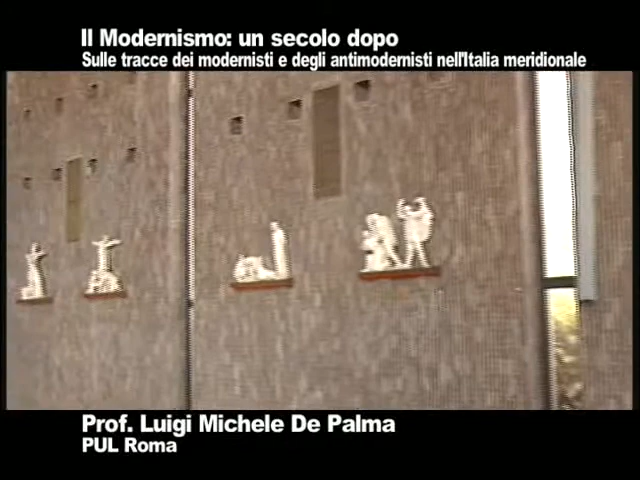 Il Modernismo: un secolo dopo
Sulle tracce dei modernisti e degli antimodernisti nell'Italia meridionale
Prof. Luigi Michele De Palma
PUL Roma